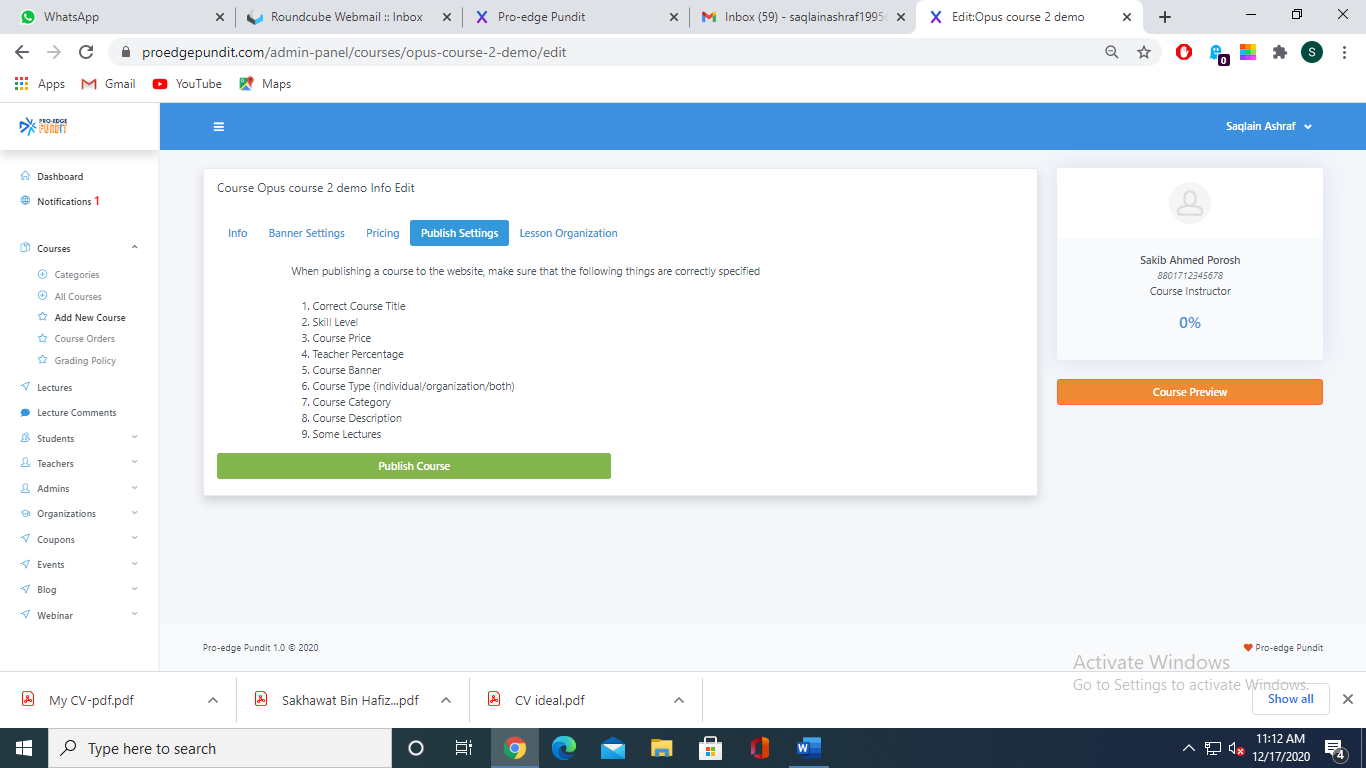 WhatsApp
Roundcube Webmail :: Inbox
Pro-edge Pundit
Inbox (59) - saqlainashraf1995
Edit:Opus course 2 demo
proedgepundit.com/admin-panel/courses/opus-course-2-demo/edit
0
S
Apps
Gmail
YouTube
Maps
PRO-EDGE
PUNDIT
Saqlain Ashraf
Dashboard
Notifications 1
Courses
Categories
All Courses
Add New Course
Course Orders
Grading Policy
Lectures
Lecture Comments
Students
Teachers
Admins
Organizations
Coupons
Events
Blog
Webinar
Course Opus course 2 demo Info Edit
Info
Banner Settings
Pricing
Publish Settings
Lesson Organization
When publishing a course to the website, make sure that the following things are correctly specified
1. Correct Course Title
2. Skill Level
3. Course Price
4. Teacher Percentage
5. Course Banner
6. Course Type (individual/organization/both)
7. Course Category
8. Course Description
9. Some Lectures
Publish Course
Sakib Ahmed Porosh
8801712345678
Course Instructor
0%
Course Preview
Pro-edge Pundit 1.0 © 2020
Pro-edge Pundit
Activate Windows
Go to Settings to activate Windows.
My CV-pdf.pdf
Sakhawat Bin Hafiz...pdf
CV ideal.pdf
Show all
Type here to search
W
11:12 AM
12/17/2020
4